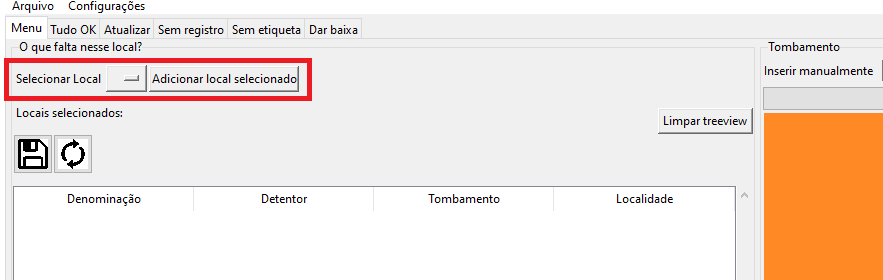 Arquivo Configurações
Menu Tudo OK Atualizar Sem registro Sem etiqueta Dar baixa
O que falta nesse local?
Tombamento
Selecionar Local Adicionar local selecionado
Inserir manualmente
Locais selecionados:
Limpar treeview
Denominação Detentor Tombamento Localidade